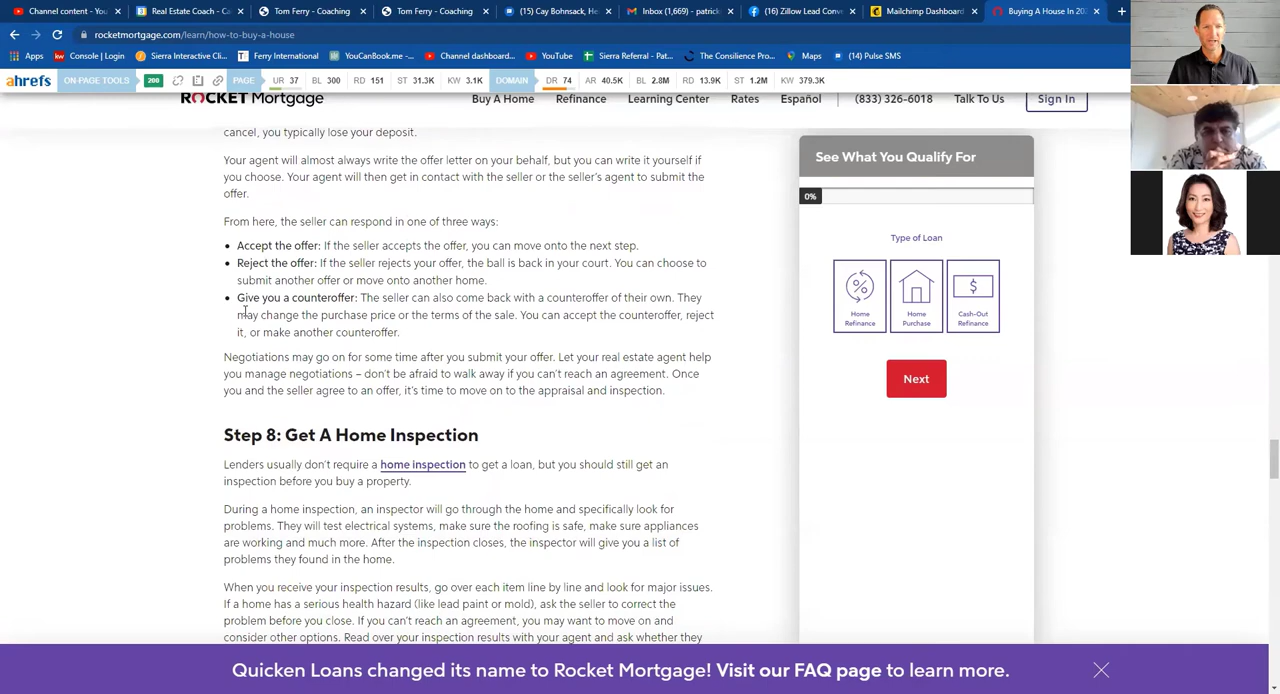 Channel content - Yo
Real Estate Coach - Ca
Tom Ferry - Coaching
Tom Ferry - Coaching
(15) Cay Bohnsack, He
Inbox (1,669) - patrick
(16) Zillow Lead Conv
Mailchimp Dashboard
Buying A House In 202
rocketmortgage.com/learn/how-to-buy-a-house
Apps
Console | Login
Sierra Interactive Cli...
Ferry International
YouCanBook.me -...
Channel dashboard...
YouTube
Sierra Referral - Pat...
The Consilience Pro...
Maps
(14) Pulse SMS
ahrefs ON-PAGE TOOLS 200 PAGE UR 37 BL 300 RD 151 ST 31.3K KW 3.1K DOMAIN DR 74 AR 40.5K BL 2.8M RD 13.9K ST 1.2M KW 379.3K
ROCKET Mortgage
Buy A Home Refinance Learning Center Rates Español (833) 326-6018 Talk To Us Sign In
cancel, you typically lose your deposit.
Your agent will almost always write the offer letter on your behalf, but you can write it yourself if
you choose. Your agent will then get in contact with the seller or the seller's agent to submit the
offer.
From here, the seller can respond in one of three ways:
• Accept the offer: If the seller accepts the offer, you can move onto the next step.
• Reject the offer: If the seller rejects your offer, the ball is back in your court. You can choose to
submit another offer or move onto another home.
• Give you a counteroffer: The seller can also come back with a counteroffer of their own. They
may change the purchase price or the terms of the sale. You can accept the counteroffer, reject
it, or make another counteroffer.
Negotiations may go on for some time after you submit your offer. Let your real estate agent help
you manage negotiations – don't be afraid to walk away if you can't reach an agreement. Once
you and the seller agree to an offer, it's time to move on to the appraisal and inspection.
Step 8: Get A Home Inspection
Lenders usually don't require a home inspection to get a loan, but you should still get an
inspection before you buy a property.
During a home inspection, an inspector will go through the home and specifically look for
problems. They will test electrical systems, make sure the roofing is safe, make sure appliances
are working and much more. After the inspection closes, the inspector will give you a list of
problems they found in the home.
When you receive your inspection results, go over each item line by line and look for major issues.
If a home has a serious health hazard (like lead paint or mold), ask the seller to correct the
problem before you close. If you can't reach an agreement, you may want to move on and
consider other options. Read over your inspection results with your agent and ask whether they
See What You Qualify For
0%
Type of Loan
Home
Refinance
Home
Purchase
Cash-Out
Refinance
Next
Quicken Loans changed its name to Rocket Mortgage! Visit our FAQ page to learn more.